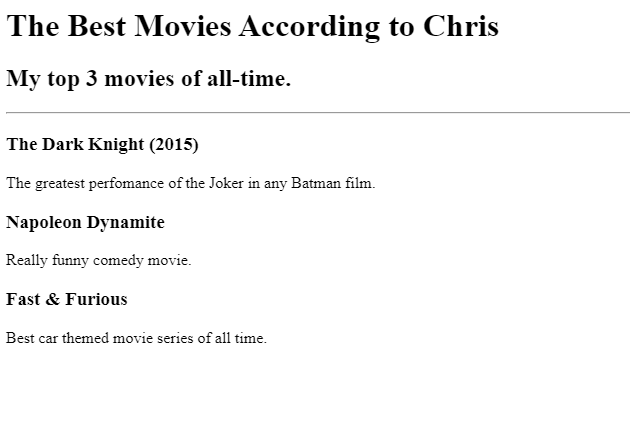 The Best Movies According to Chris
My top 3 movies of all-time.
The Dark Knight (2015)
The greatest perfomance of the Joker in any Batman film.
Napoleon Dynamite
Really funny comedy movie.
Fast & Furious
Best car themed movie series of all time.